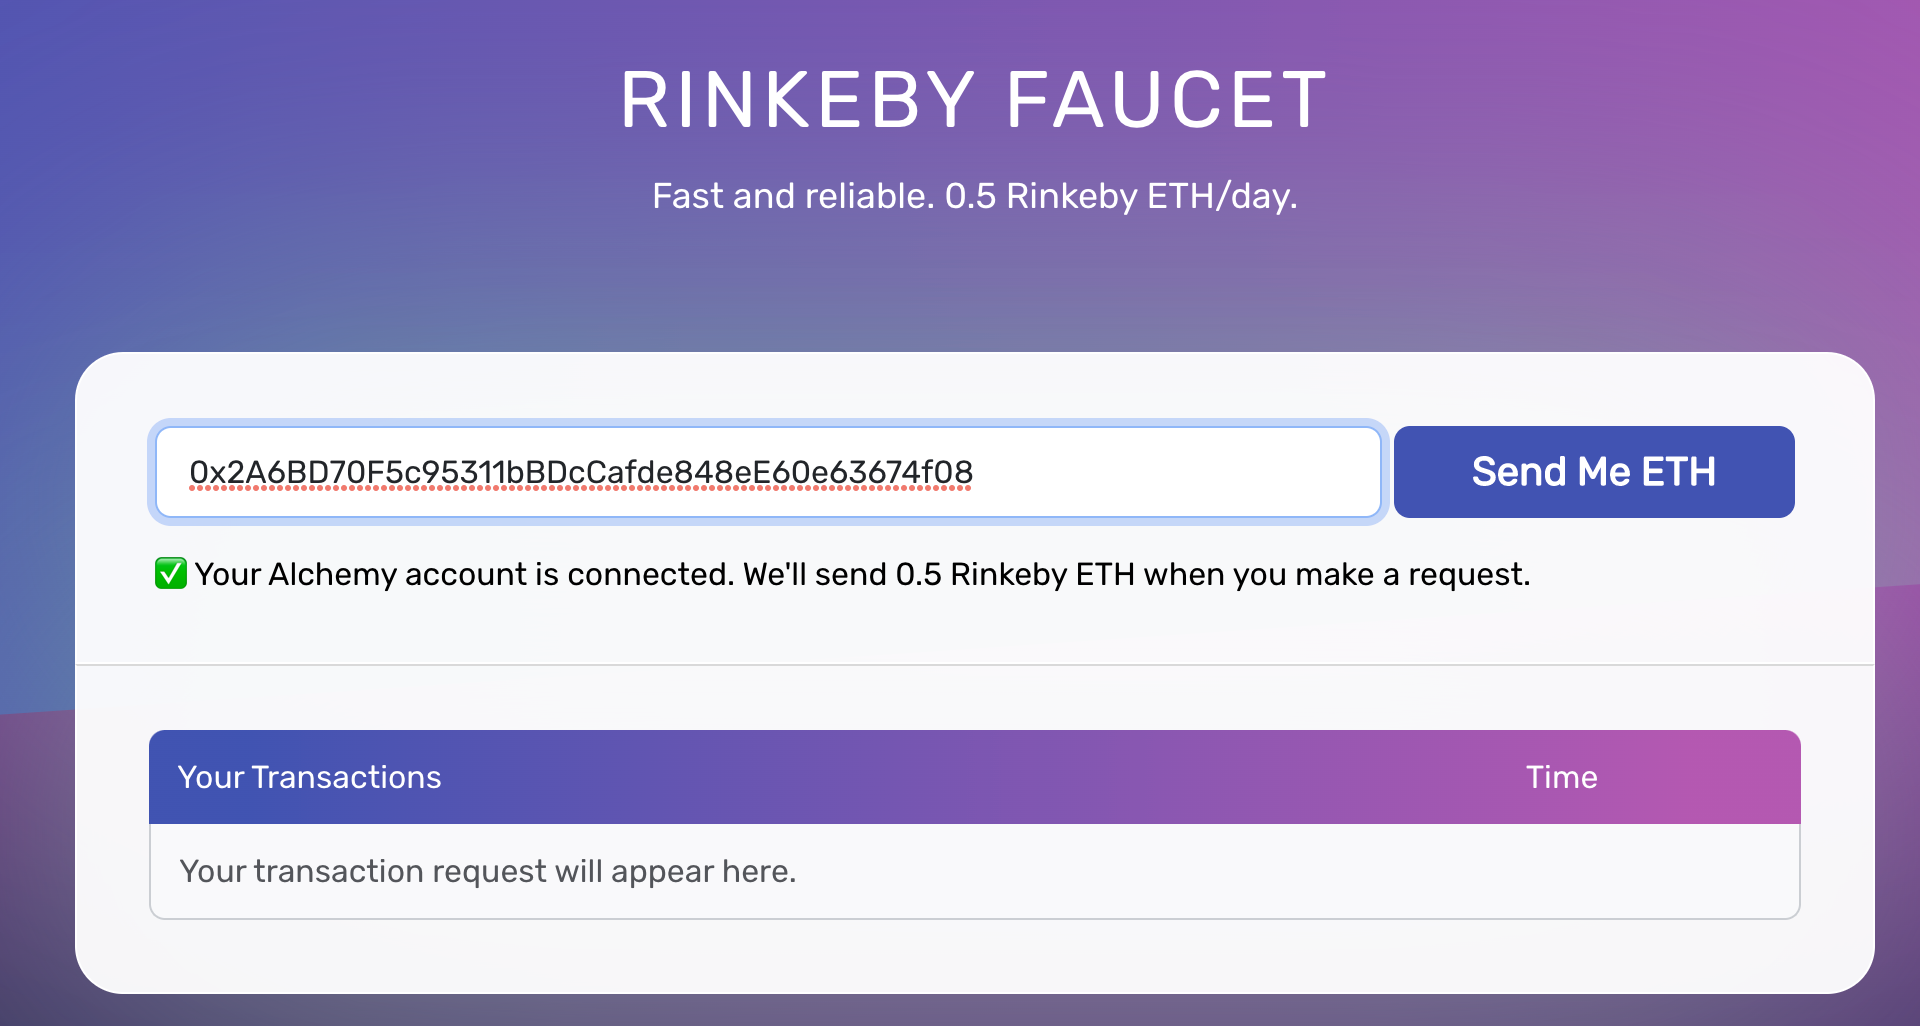 RINKEBY FAUCET
Fast and reliable. 0.5 Rinkeby ETH/day.
0x2A6BD70F5c95311bBDcCafde848eE60e63674f08
Send Me ETH
✅ Your Alchemy account is connected. We'll send 0.5 Rinkeby ETH when you make a request.
Your Transactions
Time
Your transaction request will appear here.